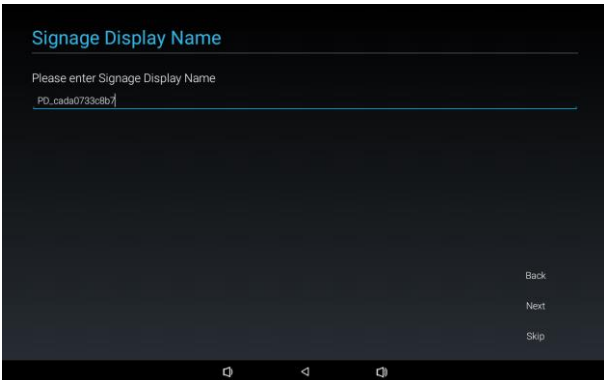 Signage Display Name
Please enter Signage Display Name
PD_cada0733c8b7
Back
Next
Skip